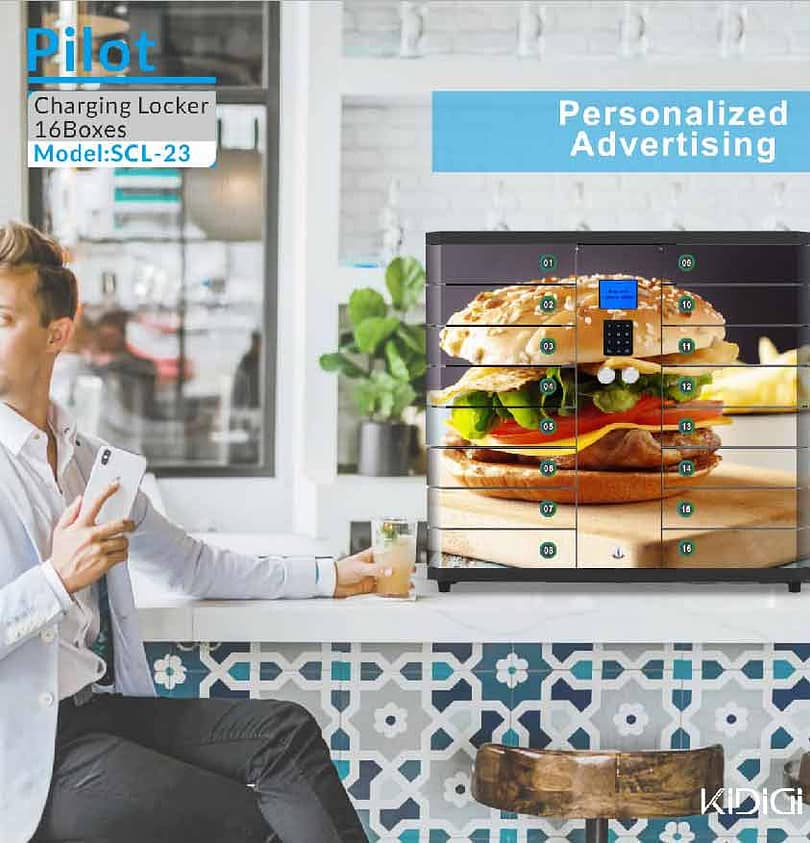 Pilot
Charging Locker
16Boxes
Model:SCL-23
Personalized
Advertising
01
02
03
04
05
06
07
08
09
10
11
12
13
14
15
16
KiDiGi